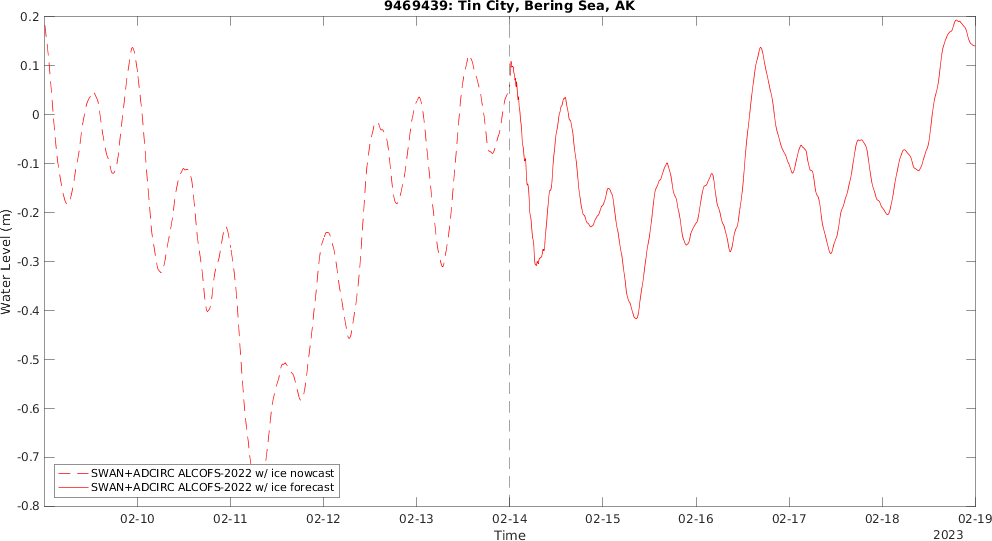 9469439: Tin City, Bering Sea, AK
0.2
0.1
0
-0.1
-0.2
-0.3
-0.4
-0.5
-0.6
-0.7
-0.8
Water Level (m)
SWAN+ADCIRC ALCOFS-2022 w/ ice nowcast
SWAN+ADCIRC ALCOFS-2022 w/ ice forecast
02-10 02-11 02-12 02-13 02-14 02-15 02-16 02-17 02-18 02-19
Time
2023